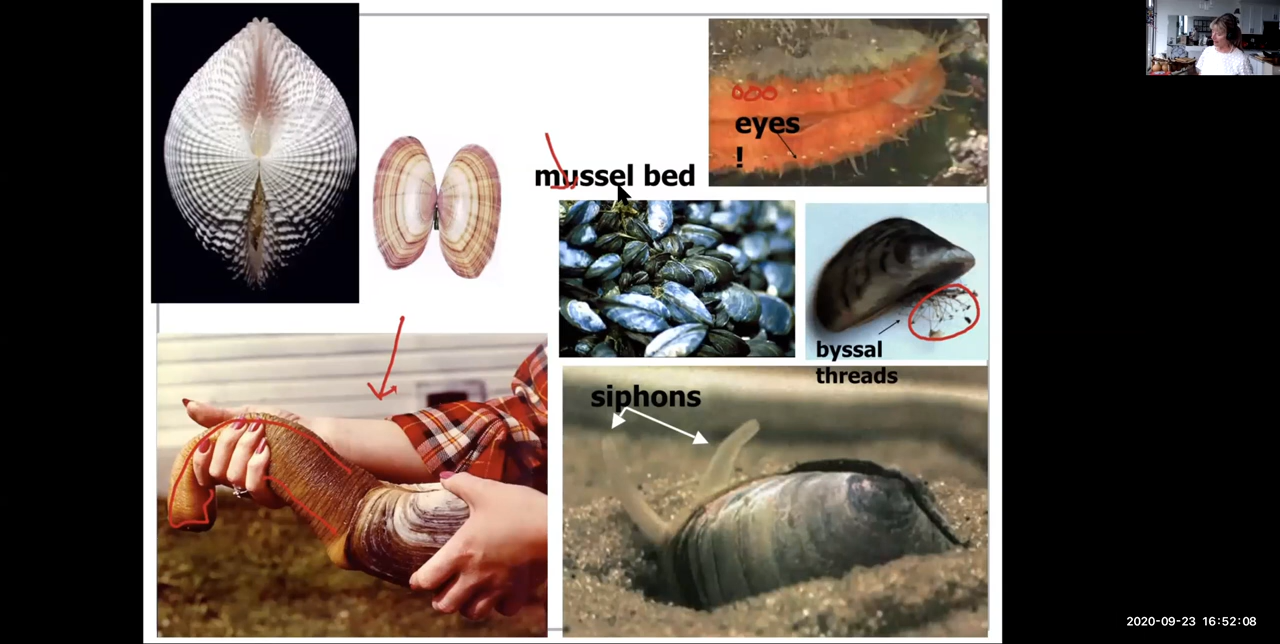 eyes
!
mussel bed
byssal
threads
siphons
2020-09-23 16:52:08